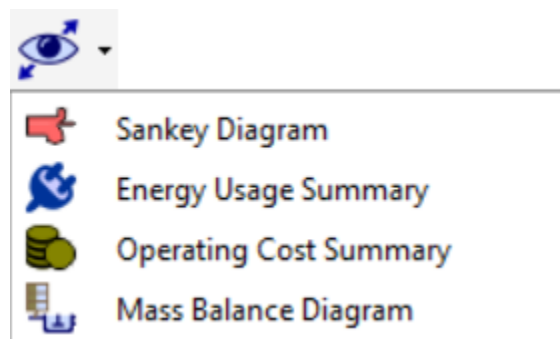 Sankey Diagram
Energy Usage Summary
Operating Cost Summary
Mass Balance Diagram